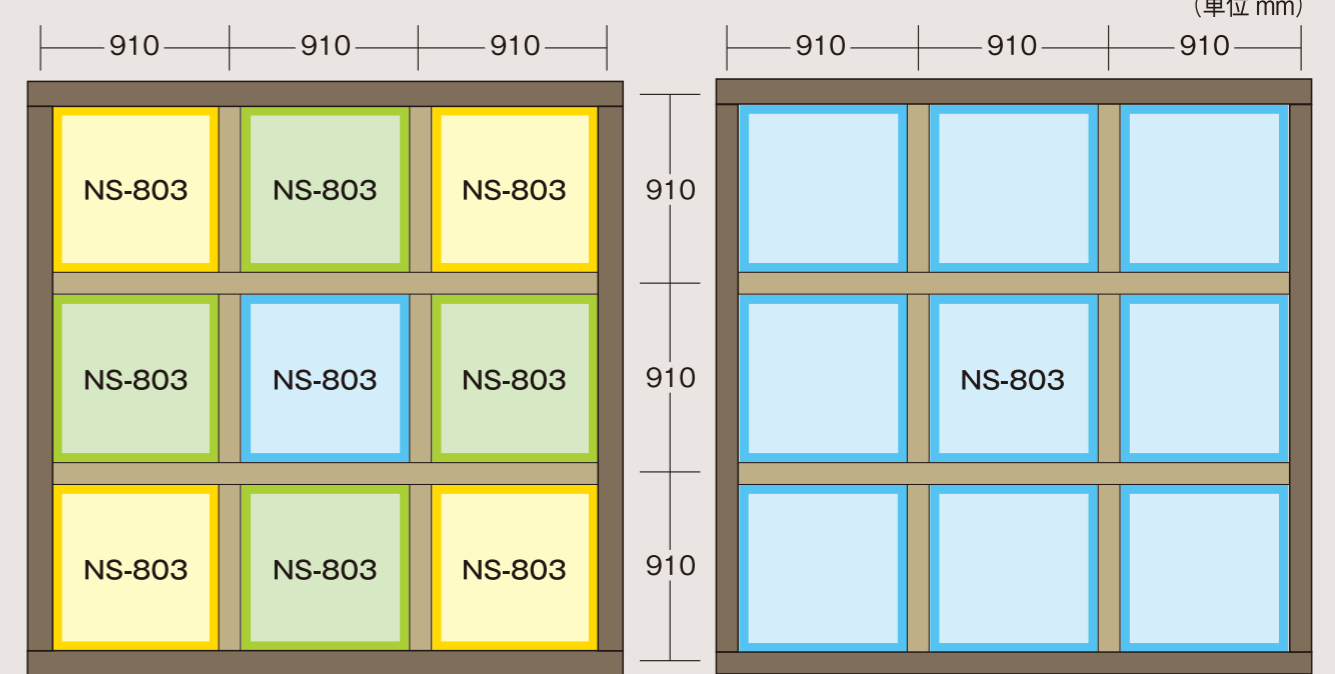 (単位 mm)
910 910 910 910 910 910
NS-803 NS-803 NS-803 910
NS-803 NS-803 NS-803 910 NS-803
NS-803 NS-803 NS-803 910